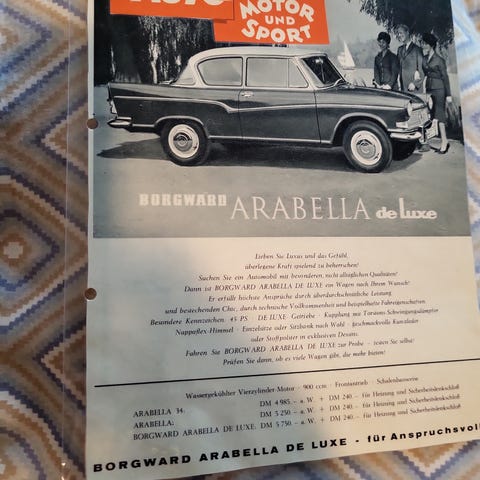 MOTOR
UND
SPORT
BORGWARD ARABELLA de Luxe
Lieben Sie Luxus und das Gefühl,
überlegene Kraft spielend zu beherrschen?
Suchen Sie ein Automobil mit besonderen, nicht alltäglichen Qualitäten?
Dann ist BORGWARD ARABELLA DE LUXE ein Wagen nach Ihrem Wunsch!
Er erfüllt höchste Ansprüche durch überdurchschnittliche Leistung
und bestechenden Chic, durch technische Vollkommenheit und beispielhafte Fahreigenschaften.
Besondere Kennzeichen: 45 PS · DE LUXE-Getriebe · Kupplung mit Torsions-Schwingungsdämpfer
Nappaflex-Himmel · Einzelsitze oder Sitzbank nach Wahl · geschmackvolle Kunstleder
oder Stoffpolster in exklusiven Dessins.
Fahren Sie BORGWARD ARABELLA DE LUXE zur Probe - testen Sie selbst!
Prüfen Sie dann, ob es viele Wagen gibt, die mehr bieten!
Wassergekühlter Vierzylinder-Motor · 900 ccm · Frontantrieb · Schalenbauweise
ARABELLA 34: DM 4 985.– a. W. + DM 240.– für Heizung und Sicherheitslenkschloß
ARABELLA: DM 5 250.– a. W. + DM 240.– für Heizung und Sicherheitslenkschloß
BORGWARD ARABELLA DE LUXE: DM 5 750.– a. W. + DM 240.– für Heizung und Sicherheitslenkschloß
BORGWARD ARABELLA DE LUXE - für Anspruchsvoll